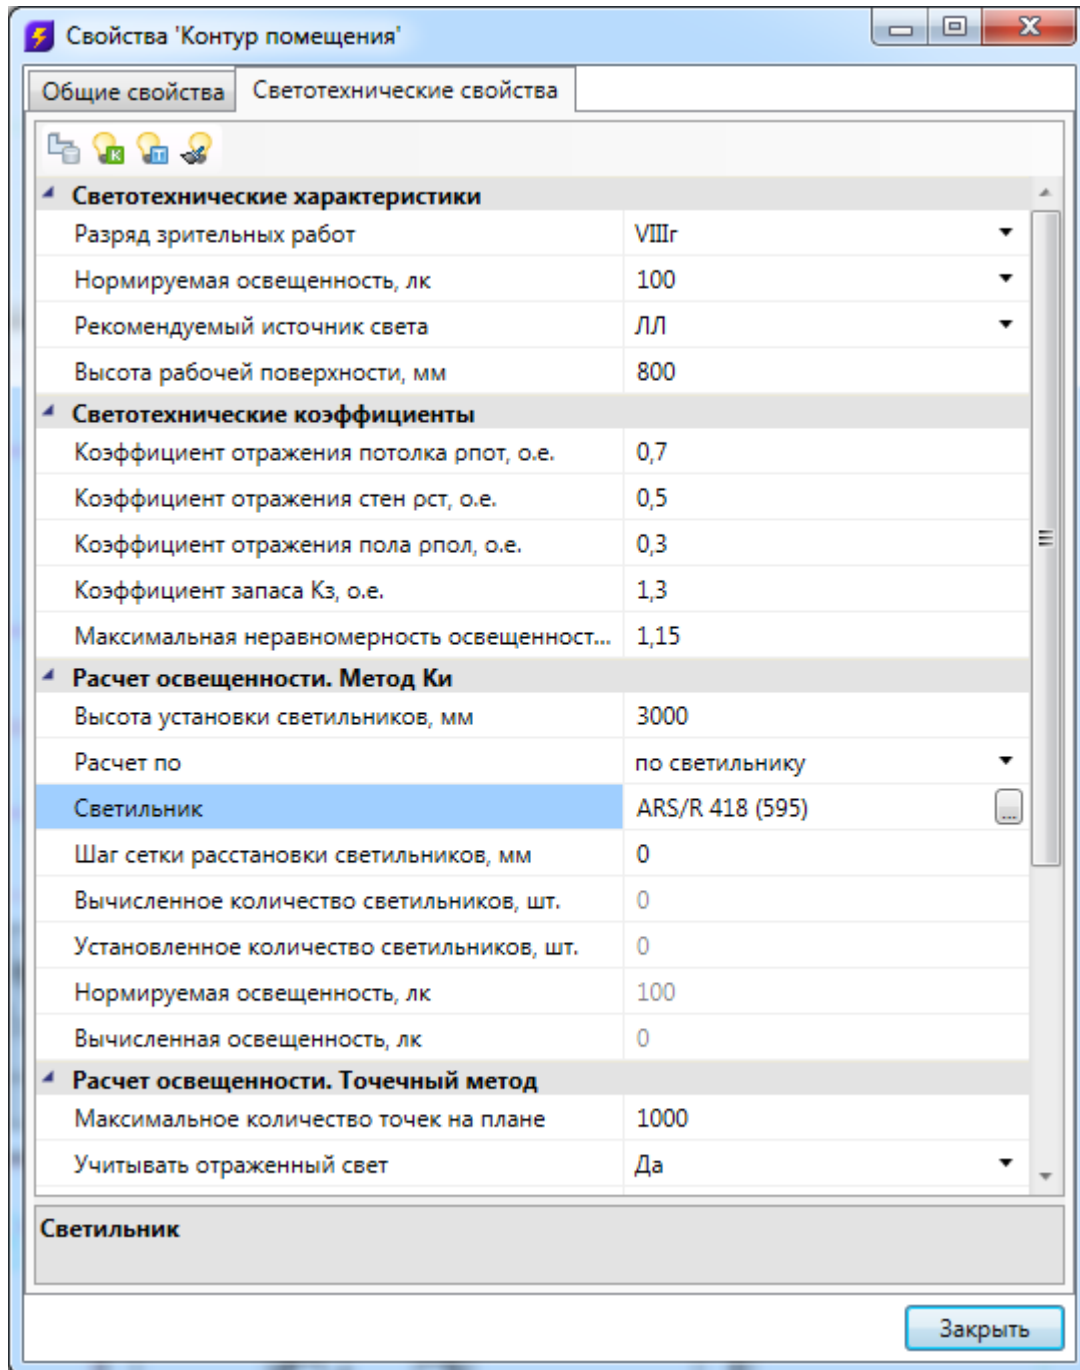 Свойства 'Контур помещения'
Общие свойства Светотехнические свойства
К Т
Светотехнические характеристики
Разряд зрительных работ VIIIг
Нормируемая освещенность, лк 100
Рекомендуемый источник света ЛЛ
Высота рабочей поверхности, мм 800
Светотехнические коэффициенты
Коэффициент отражения потолка ρпот, о.е. 0,7
Коэффициент отражения стен ρст, о.е. 0,5
Коэффициент отражения пола ρпол, о.е. 0,3
Коэффициент запаса Кз, о.е. 1,3
Максимальная неравномерность освещенност... 1,15
Расчет освещенности. Метод Ки
Высота установки светильников, мм 3000
Расчет по по светильнику
Светильник ARS/R 418 (595) ...
Шаг сетки расстановки светильников, мм 0
Вычисленное количество светильников, шт. 0
Установленное количество светильников, шт. 0
Нормируемая освещенность, лк 100
Вычисленная освещенность, лк 0
Расчет освещенности. Точечный метод
Максимальное количество точек на плане 1000
Учитывать отраженный свет Да
Светильник
Закрыть